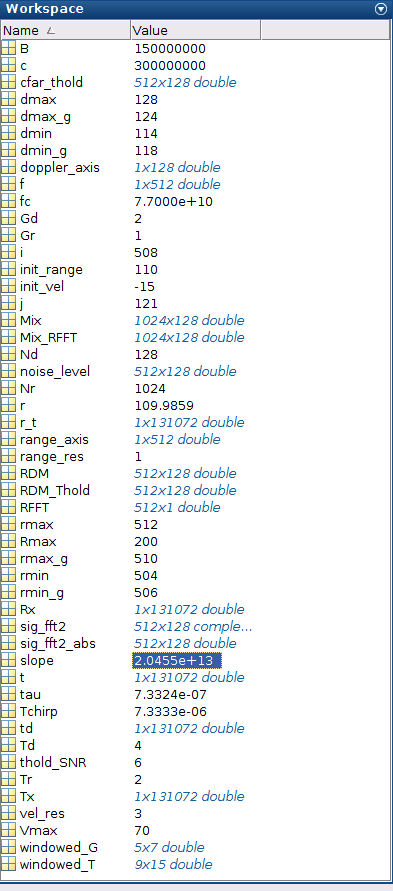 Workspace
Name Value
B 150000000
c 300000000
cfar_thold 512x128 double
dmax 128
dmax_g 124
dmin 114
dmin_g 118
doppler_axis 1x128 double
f 1x512 double
fc 7.7000e+10
Gd 2
Gr 1
i 508
init_range 110
init_vel -15
j 121
Mix 1024x128 double
Mix_RFFT 1024x128 double
Nd 128
noise_level 512x128 double
Nr 1024
r 109.9859
r_t 1x131072 double
range_axis 1x512 double
range_res 1
RDM 512x128 double
RDM_Thold 512x128 double
RFFT 512x1 double
rmax 512
Rmax 200
rmax_g 510
rmin 504
rmin_g 506
Rx 1x131072 double
sig_fft2 512x128 comple...
sig_fft2_abs 512x128 double
slope 2.0455e+13
t 1x131072 double
tau 7.3324e-07
Tchirp 7.3333e-06
td 1x131072 double
Td 4
thold_SNR 6
Tr 2
Tx 1x131072 double
vel_res 3
Vmax 70
windowed_G 5x7 double
windowed_T 9x15 double